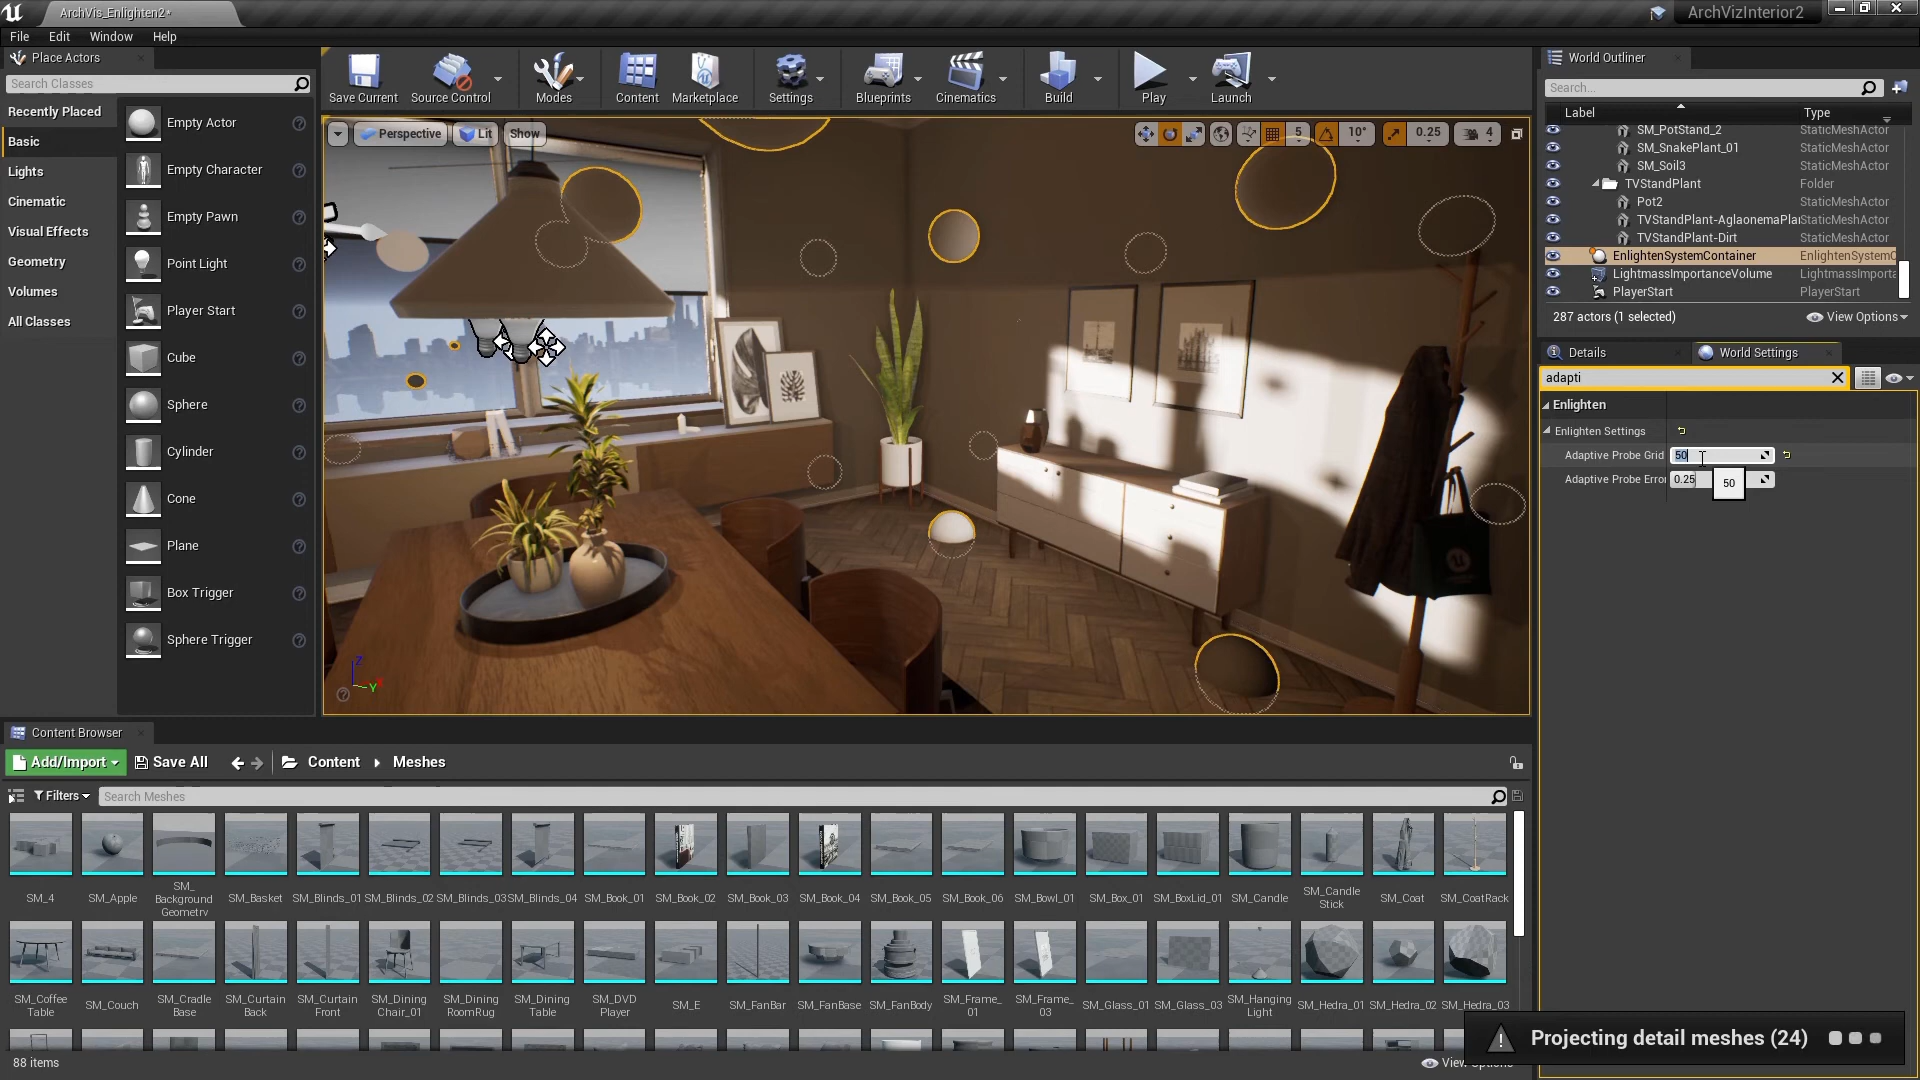 ArchVis_Enlighten2*
ArchVizInterior2
File Edit Window Help
Place Actors
Search Classes
Recently Placed
Basic
Lights
Cinematic
Visual Effects
Geometry
Volumes
All Classes
Empty Actor
Empty Character
Empty Pawn
Point Light
Player Start
Cube
Sphere
Cylinder
Cone
Plane
Box Trigger
Sphere Trigger
Save Current Source Control Modes Content Marketplace Settings Blueprints Cinematics Build Play Launch
Perspective Lit Show
5 10° 0.25 4
Z
Y
World Outliner
Search...
Label Type
SM_PotStand_2 StaticMeshActor
SM_SnakePlant_01 StaticMeshActor
SM_Soil3 StaticMeshActor
TVStandPlant Folder
Pot2 StaticMeshActor
TVStandPlant-AglaonemaPla StaticMeshActor
TVStandPlant-Dirt StaticMeshActor
EnlightenSystemContainer EnlightenSystemC
LightmassImportanceVolume LightmassImporta
PlayerStart PlayerStart
287 actors (1 selected) View Options
Details World Settings
adapti
Enlighten
Enlighten Settings
Adaptive Probe Grid 50
Adaptive Probe Erro 0.25
50
Content Browser
Add/Import Save All Content Meshes
Filters Search Meshes
SM_4 SM_Apple SM_ Background Geometry SM_Basket SM_Blinds_01 SM_Blinds_02 SM_Blinds_03 SM_Blinds_04 SM_Book_01 SM_Book_02 SM_Book_03 SM_Book_04 SM_Book_05 SM_Book_06 SM_Bowl_01 SM_Box_01 SM_BoxLid_01 SM_Candle SM_Candle Stick SM_Coat SM_CoatRack
SM_Coffee Table SM_Couch SM_Cradle Base SM_Curtain Back SM_Curtain Front SM_Dining Chair_01 SM_Dining RoomRug SM_Dining Table SM_DVD Player SM_E SM_FanBar SM_FanBase SM_FanBody SM_Frame_ 01 SM_Frame_ 03 SM_Glass_01 SM_Glass_03 SM_Hanging Light SM_Hedra_01 SM_Hedra_02 SM_Hedra_03
88 items
View Options
Projecting detail meshes (24)